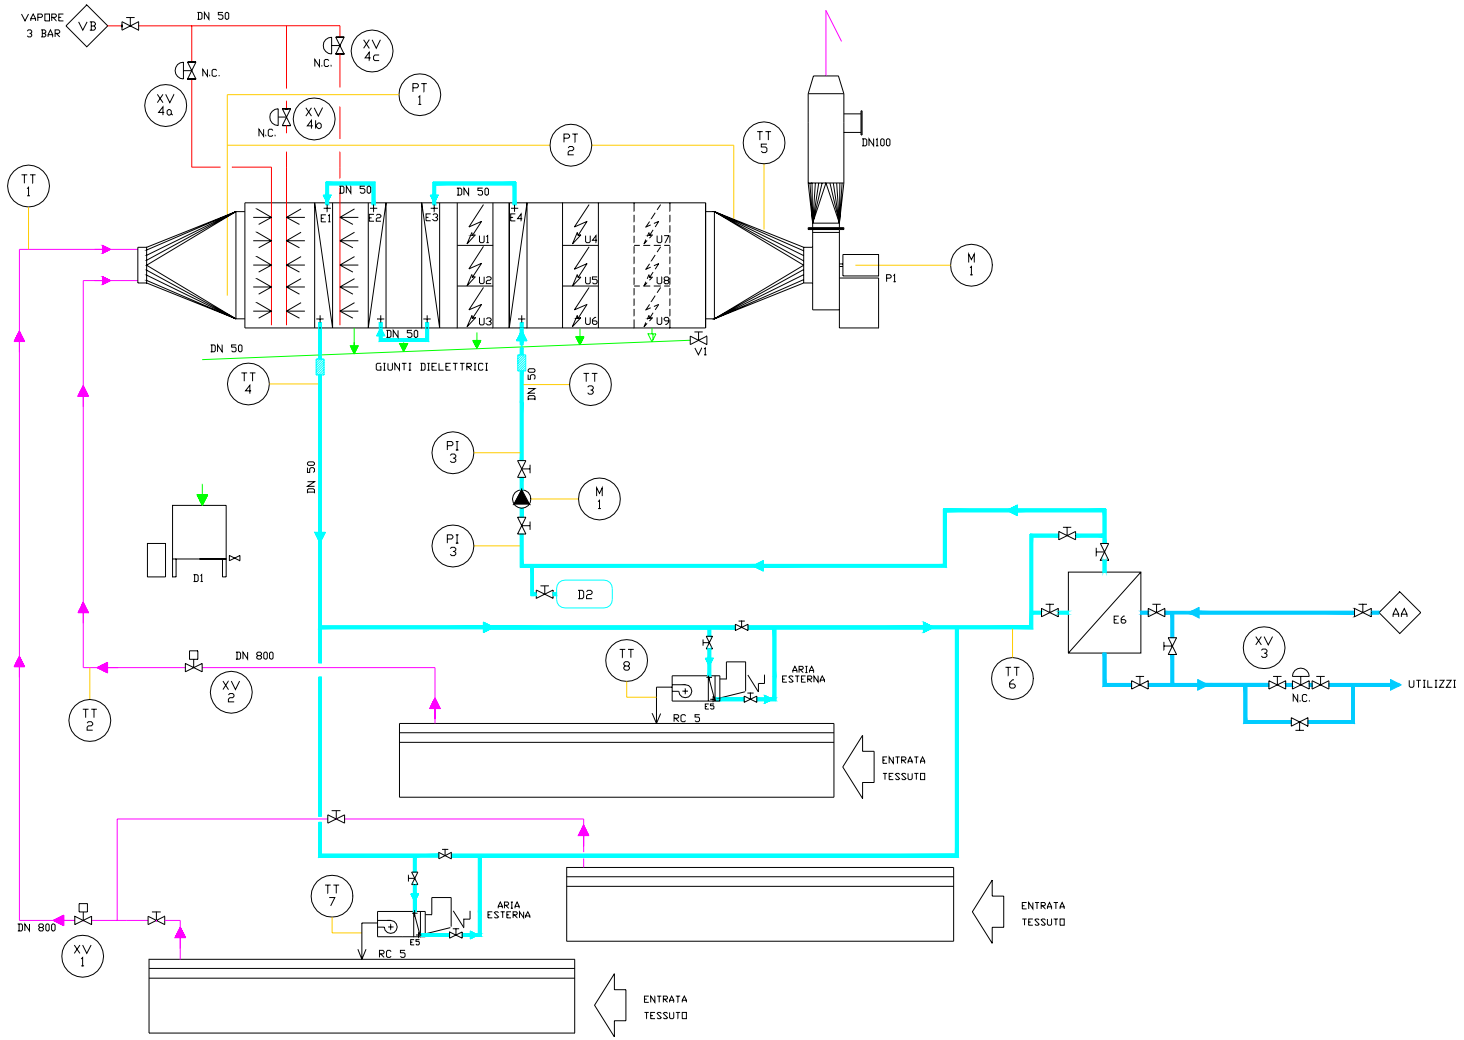 VAPORE
3 BAR
VB
DN 50
XV
4c
N.C.
N.C.
XV
4a
PT
1
XV
4b
N.C.
PT
2
TT
5
DN100
TT
1
DN 50
DN 50
E1
E2
E3
E4
U1
U4
U7
U2
U5
U8
U3
U6
U9
M
1
P1
DN 50
DN 50
V1
GIUNTI DIELETTRICI
TT
4
TT
3
DN 50
PI
3
DN 50
M
1
PI
3
D1
D2
E6
AA
XV
3
N.C.
UTILIZZI
DN 800
XV
2
TT
2
TT
8
ARIA
ESTERNA
E5
RC 5
TT
6
ENTRATA
TESSUTO
TT
7
ARIA
ESTERNA
E5
RC 5
DN 800
XV
1
ENTRATA
TESSUTO
ENTRATA
TESSUTO